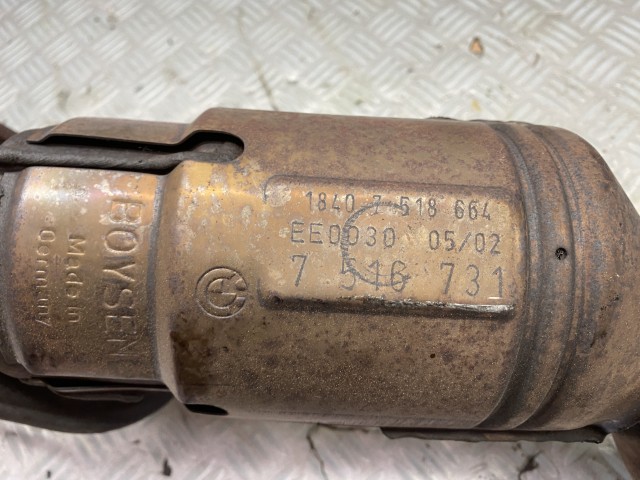 BOYSEN
Made in
Germany
1840 7 518 664
EE0030 05/02
7 516 731